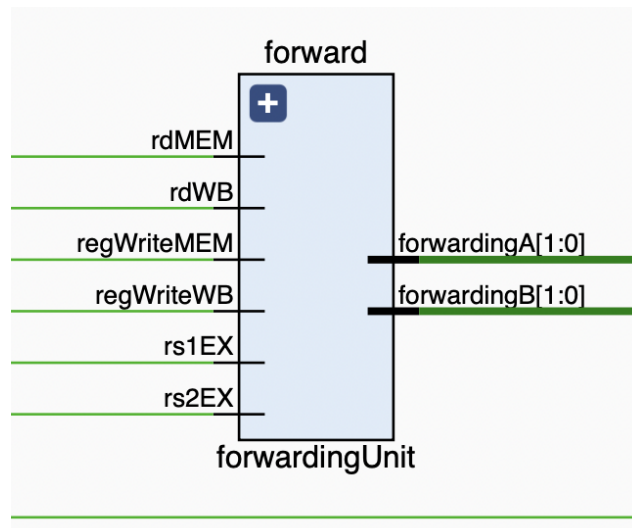 forward
+
rdMEM
rdWB
regWriteMEM
regWriteWB
rs1EX
rs2EX
forwardingA[1:0]
forwardingB[1:0]
forwardingUnit